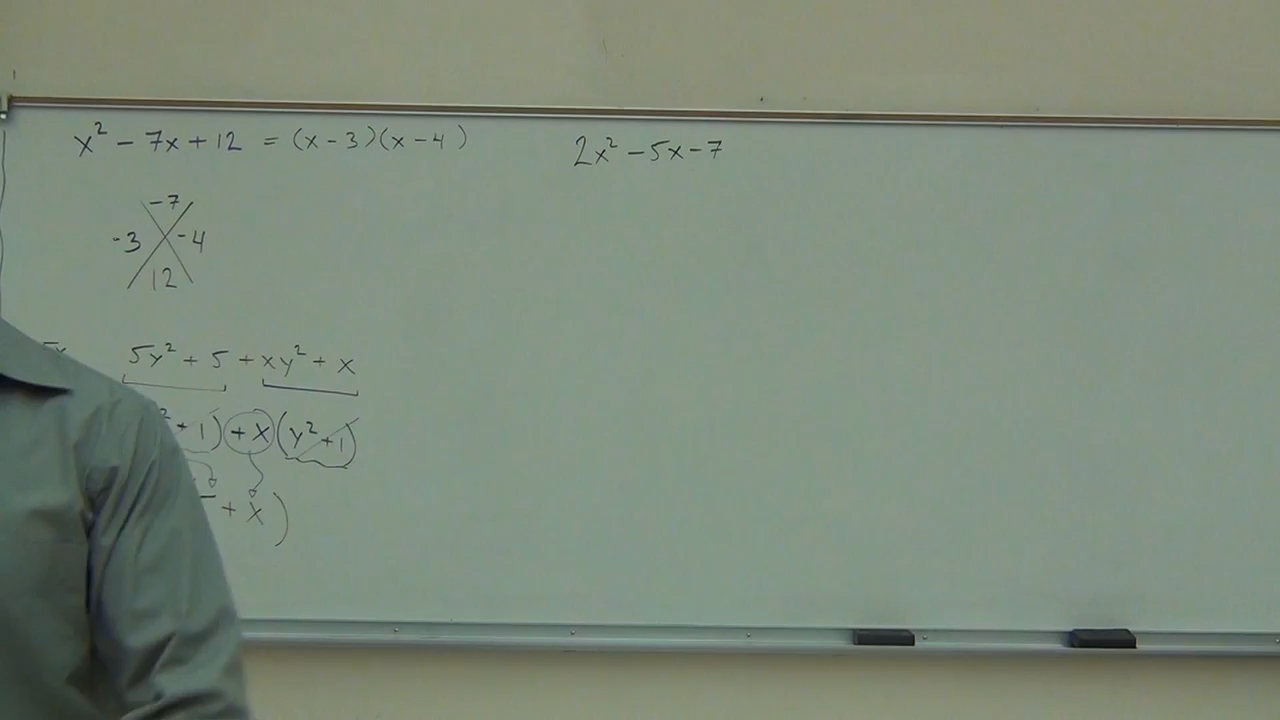 x² - 7x + 12 = (x - 3)(x - 4)
-7
-3 -4
12
5y² + 5 + xy² + x
+ 1) + x (y² + 1)
+ x )
2x² - 5x - 7